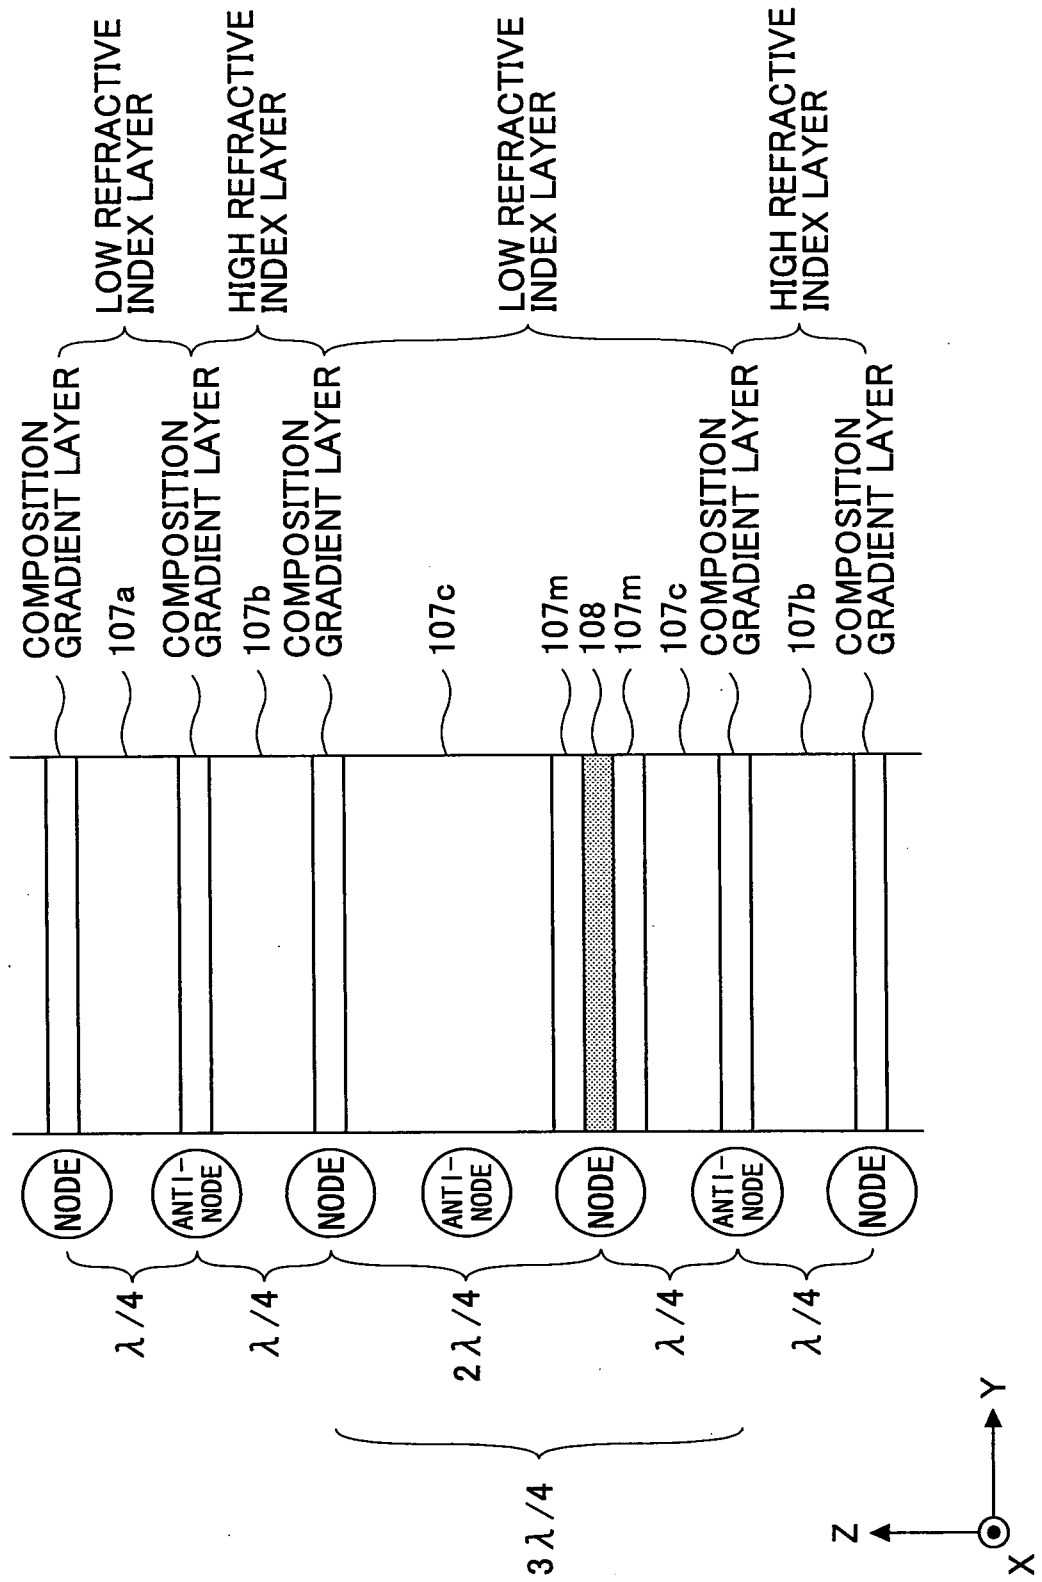 COMPOSITION
GRADIENT LAYER
107a
COMPOSITION
GRADIENT LAYER
107b
COMPOSITION
GRADIENT LAYER
107c
107m
108
107m
107c
COMPOSITION
GRADIENT LAYER
107b
COMPOSITION
GRADIENT LAYER
LOW REFRACTIVE
INDEX LAYER
HIGH REFRACTIVE
INDEX LAYER
LOW REFRACTIVE
INDEX LAYER
HIGH REFRACTIVE
INDEX LAYER
NODE
ANTI-
NODE
NODE
ANTI-
NODE
NODE
ANTI-
NODE
NODE
λ/4
λ/4
2λ/4
λ/4
λ/4
3λ/4
Z
Y
X